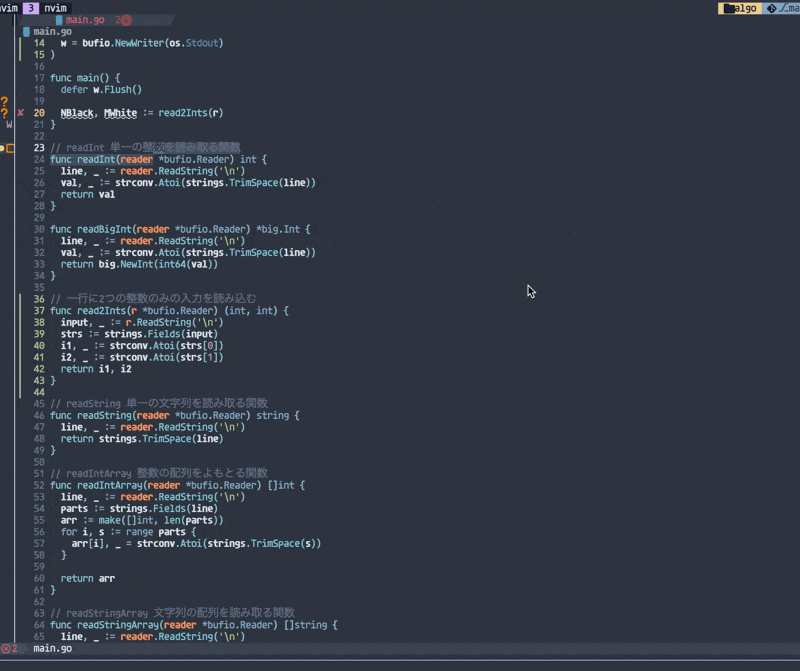 nvim 3 nvim algo
main.go 2
main.go
14 w = bufio.NewWriter(os.Stdout)
15 )
16
17 func main() {
18 defer w.Flush()
19
20 NBlack, MWhite := read2Ints(r)
21 }
22
23 // readInt 単一の整数を読み取る関数
24 func readInt(reader *bufio.Reader) int {
25 line, _ := reader.ReadString('\n')
26 val, _ := strconv.Atoi(strings.TrimSpace(line))
27 return val
28 }
29
30 func readBigInt(reader *bufio.Reader) *big.Int {
31 line, _ := reader.ReadString('\n')
32 val, _ := strconv.Atoi(strings.TrimSpace(line))
33 return big.NewInt(int64(val))
34 }
35
36 // 一行に2つの整数のみの入力を読み込む
37 func read2Ints(r *bufio.Reader) (int, int) {
38 input, _ := r.ReadString('\n')
39 strs := strings.Fields(input)
40 i1, _ := strconv.Atoi(strs[0])
41 i2, _ := strconv.Atoi(strs[1])
42 return i1, i2
43 }
44
45 // readString 単一の文字列を読み取る関数
46 func readString(reader *bufio.Reader) string {
47 line, _ := reader.ReadString('\n')
48 return strings.TrimSpace(line)
49 }
50
51 // readIntArray 整数の配列をよもとる関数
52 func readIntArray(reader *bufio.Reader) []int {
53 line, _ := reader.ReadString('\n')
54 parts := strings.Fields(line)
55 arr := make([]int, len(parts))
56 for i, s := range parts {
57 arr[i], _ = strconv.Atoi(strings.TrimSpace(s))
58 }
59
60 return arr
61 }
62
63 // readStringArray 文字列の配列を読み取る関数
64 func readStringArray(reader *bufio.Reader) []string {
65 line, _ := reader.ReadString('\n')
2 main.go